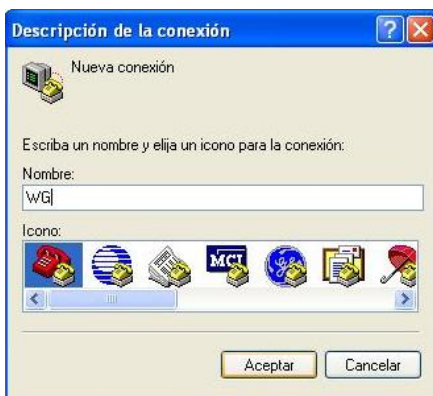 Descripción de la conexión
Nueva conexión
Escriba un nombre y elija un icono para la conexión:
Nombre:
WG
Icono:
MCI
Aceptar
Cancelar